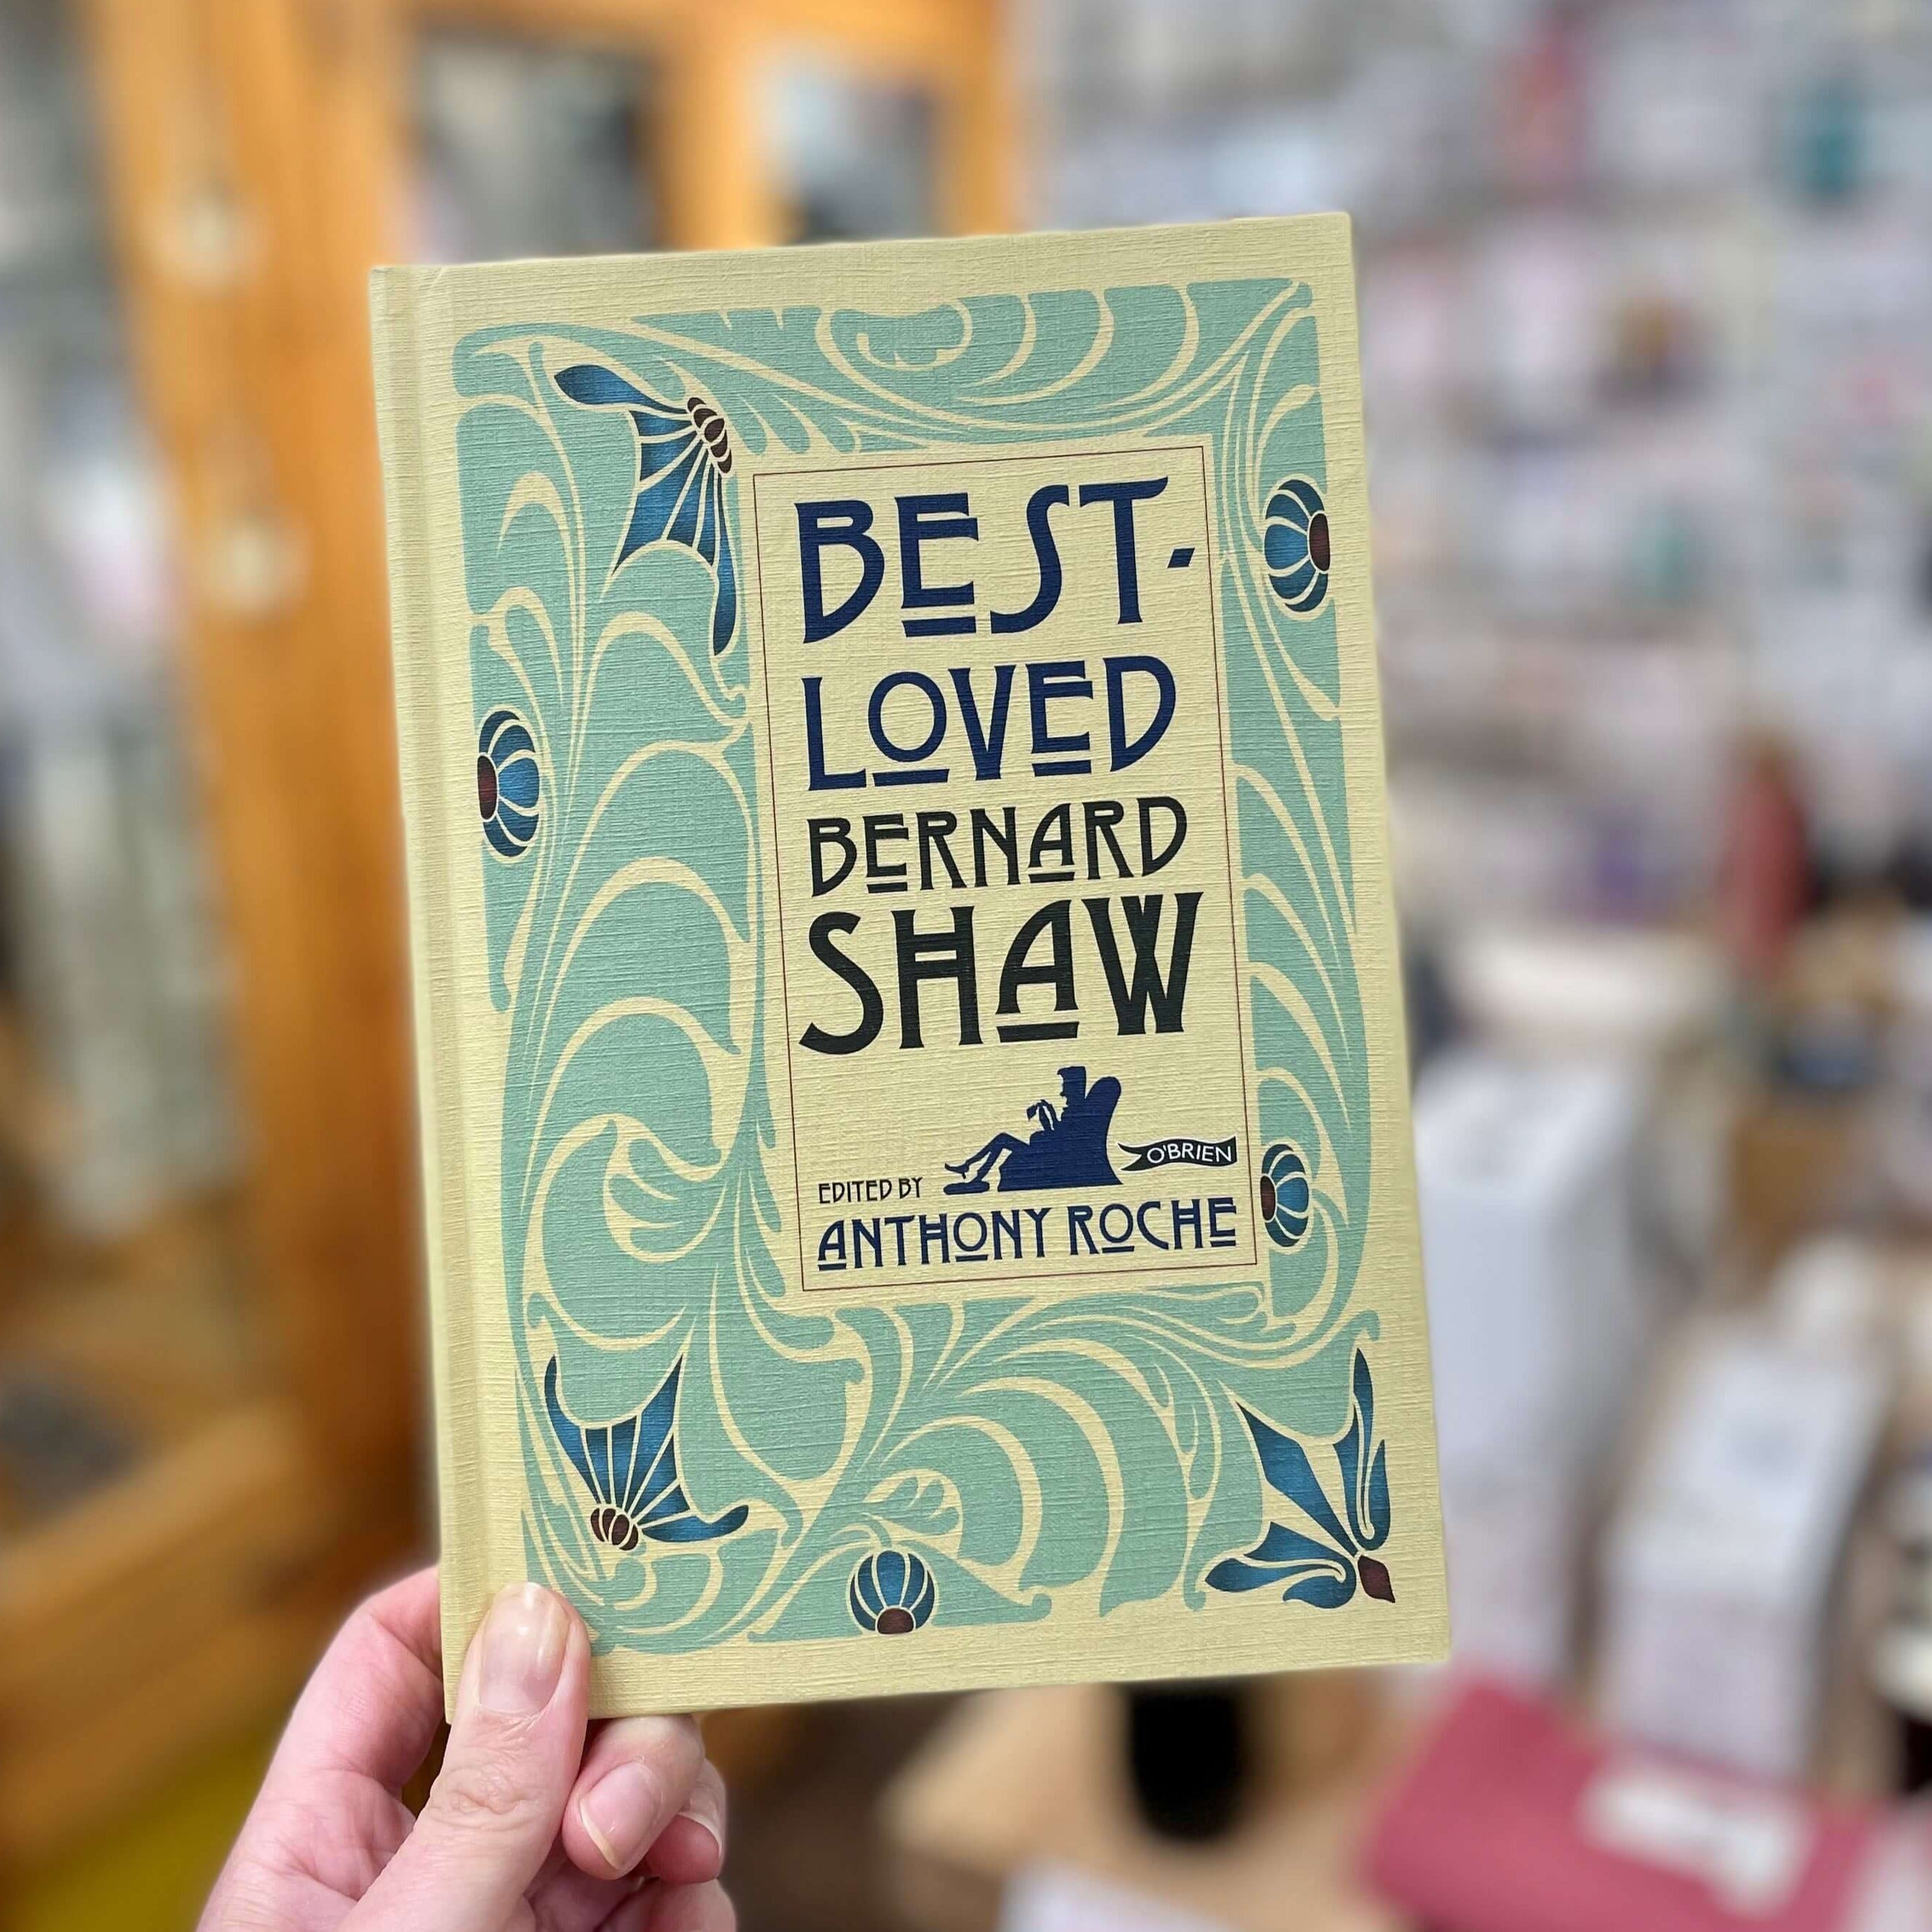 BEST-
LOVED
BERNARD
SHAW
O'BRIEN
EDITED BY
ANTHONY ROCHE